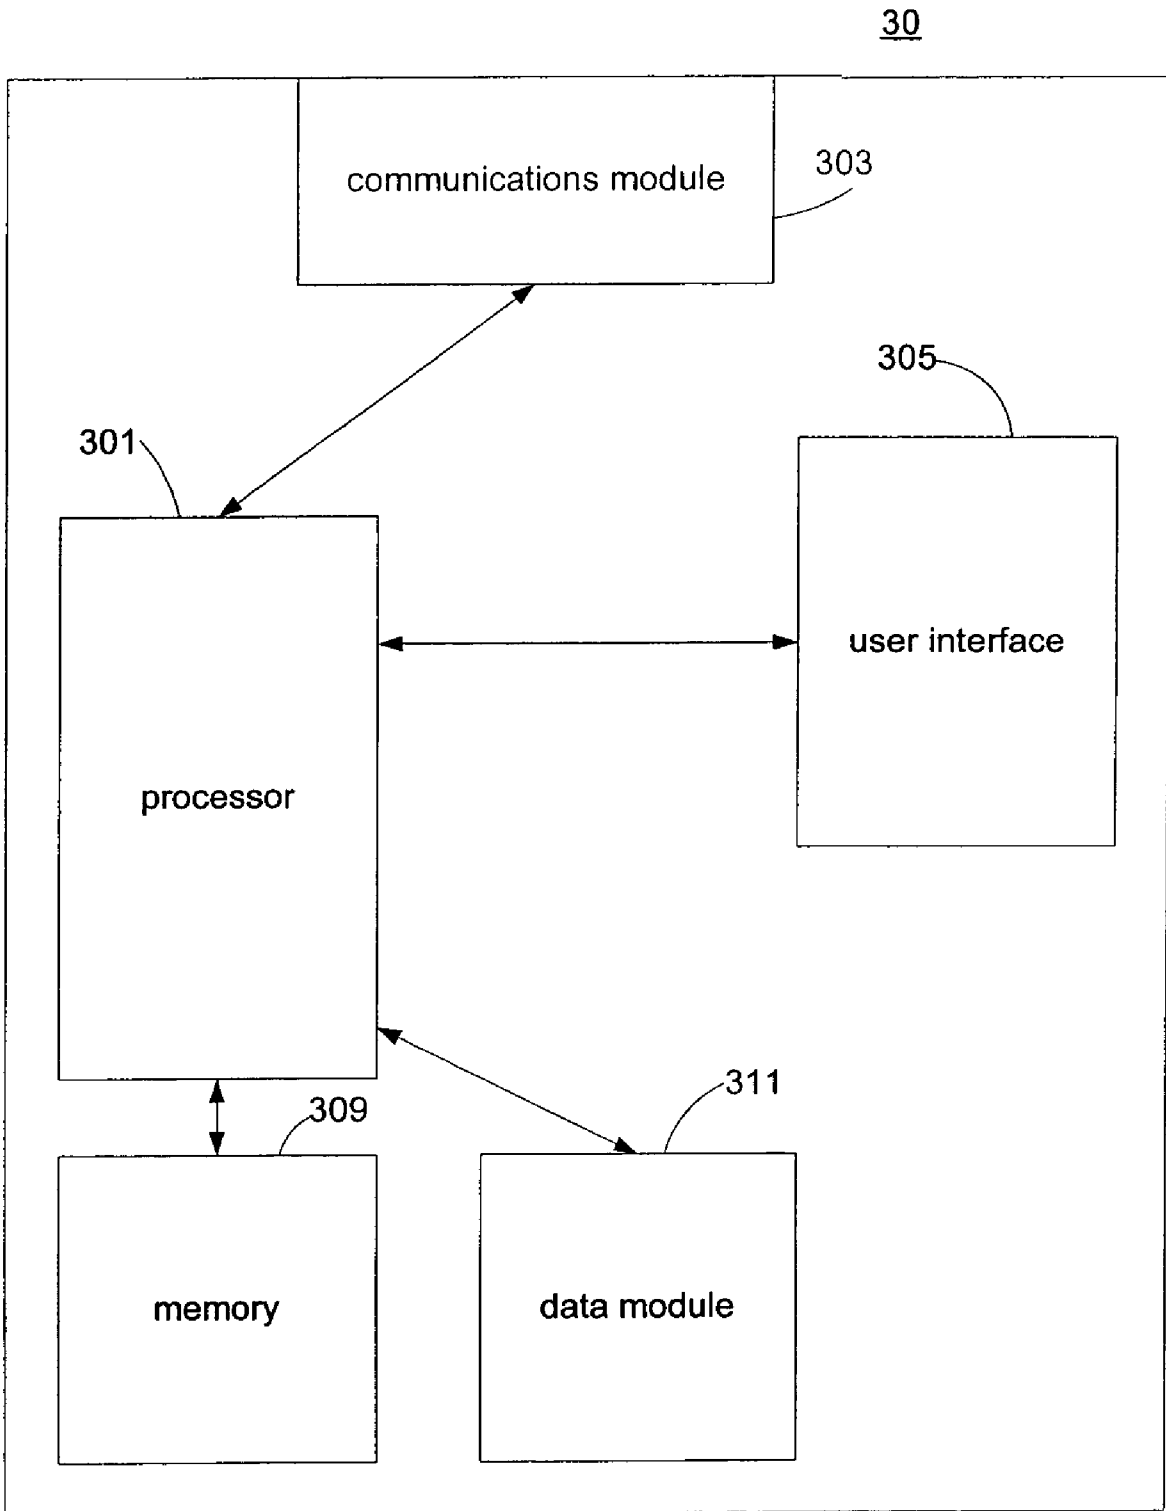 30
communications module
303
305
301
user interface
processor
311
309
memory
data module